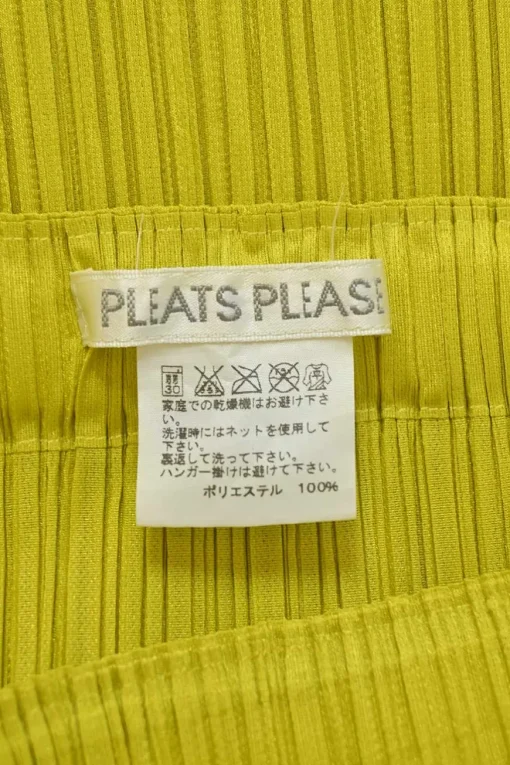 PLEATS PLEASE
弱 30
家庭での乾燥機はお避け下さ
い。
洗濯時にはネットを使用して
下さい。
裏返して洗って下さい。
ハンガー掛けは避けて下さい。
ポリエステル 100%